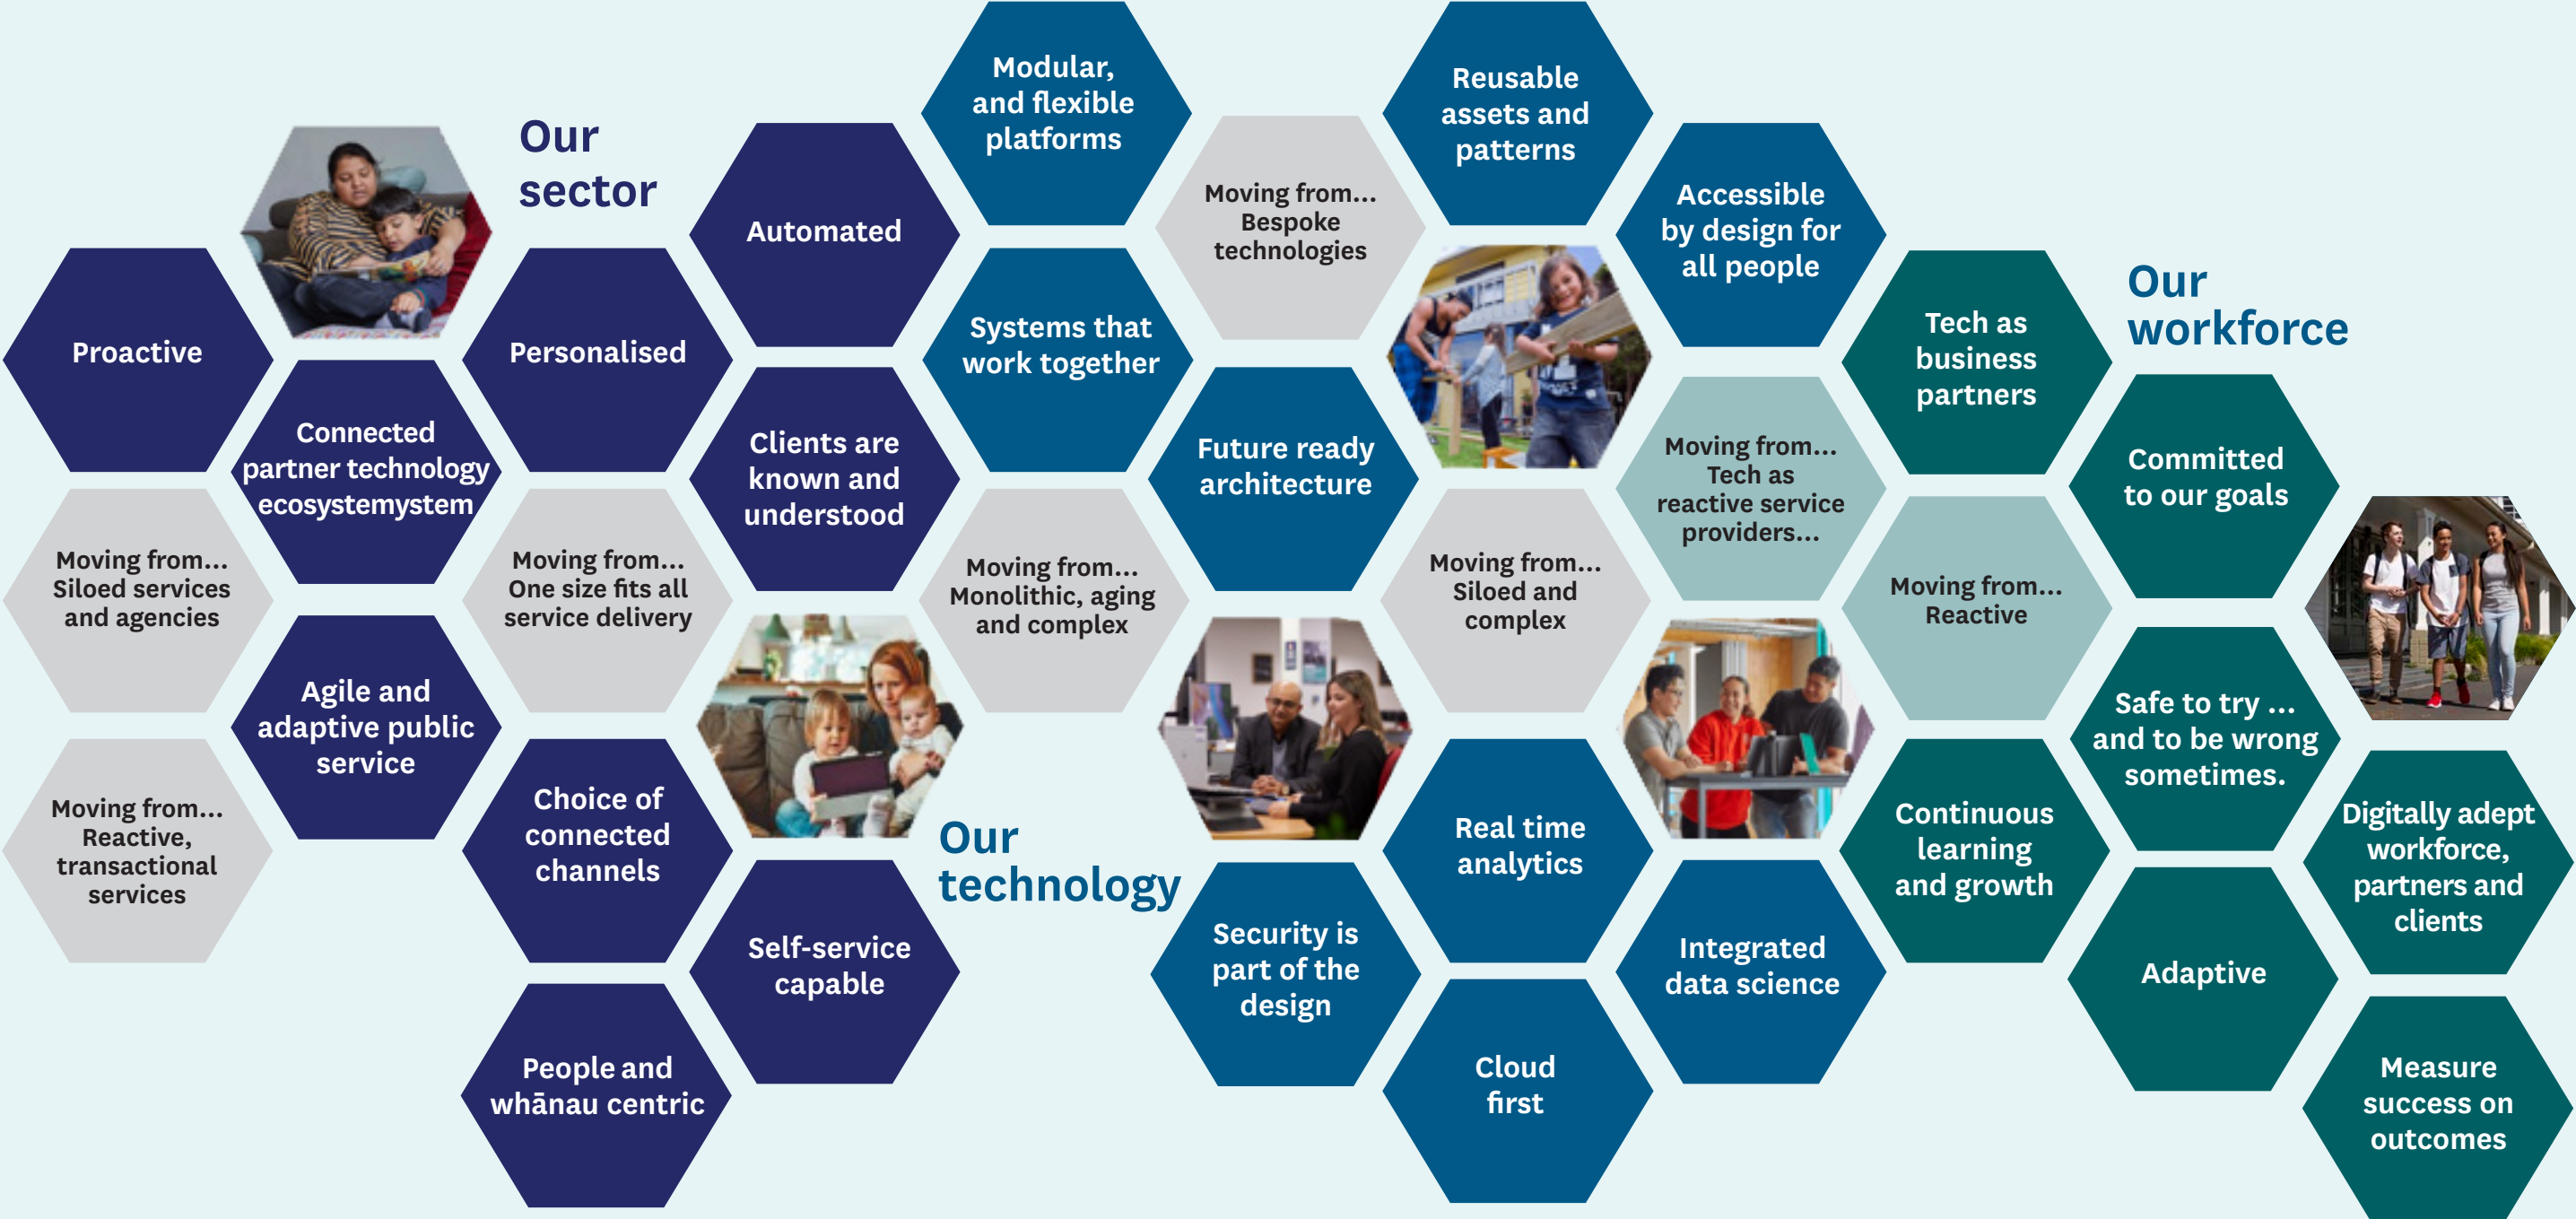 Our
sector
Proactive
Connected
partner technology
ecosystemystem
Personalised
Automated
Clients are
known and
understood
Moving from...
Siloed services
and agencies
Moving from...
One size fits all
service delivery
Agile and
adaptive public
service
Moving from...
Reactive,
transactional
services
Choice of
connected
channels
Self-service
capable
People and
whānau centric
Our
technology
Modular,
and flexible
platforms
Moving from...
Bespoke
technologies
Reusable
assets and
patterns
Accessible
by design for
all people
Systems that
work together
Future ready
architecture
Moving from...
Monolithic, aging
and complex
Moving from...
Siloed and
complex
Real time
analytics
Security is
part of the
design
Integrated
data science
Cloud
first
Our
workforce
Tech as
business
partners
Moving from...
Tech as
reactive service
providers...
Committed
to our goals
Moving from...
Reactive
Safe to try ...
and to be wrong
sometimes.
Continuous
learning
and growth
Digitally adept
workforce,
partners and
clients
Adaptive
Measure
success on
outcomes